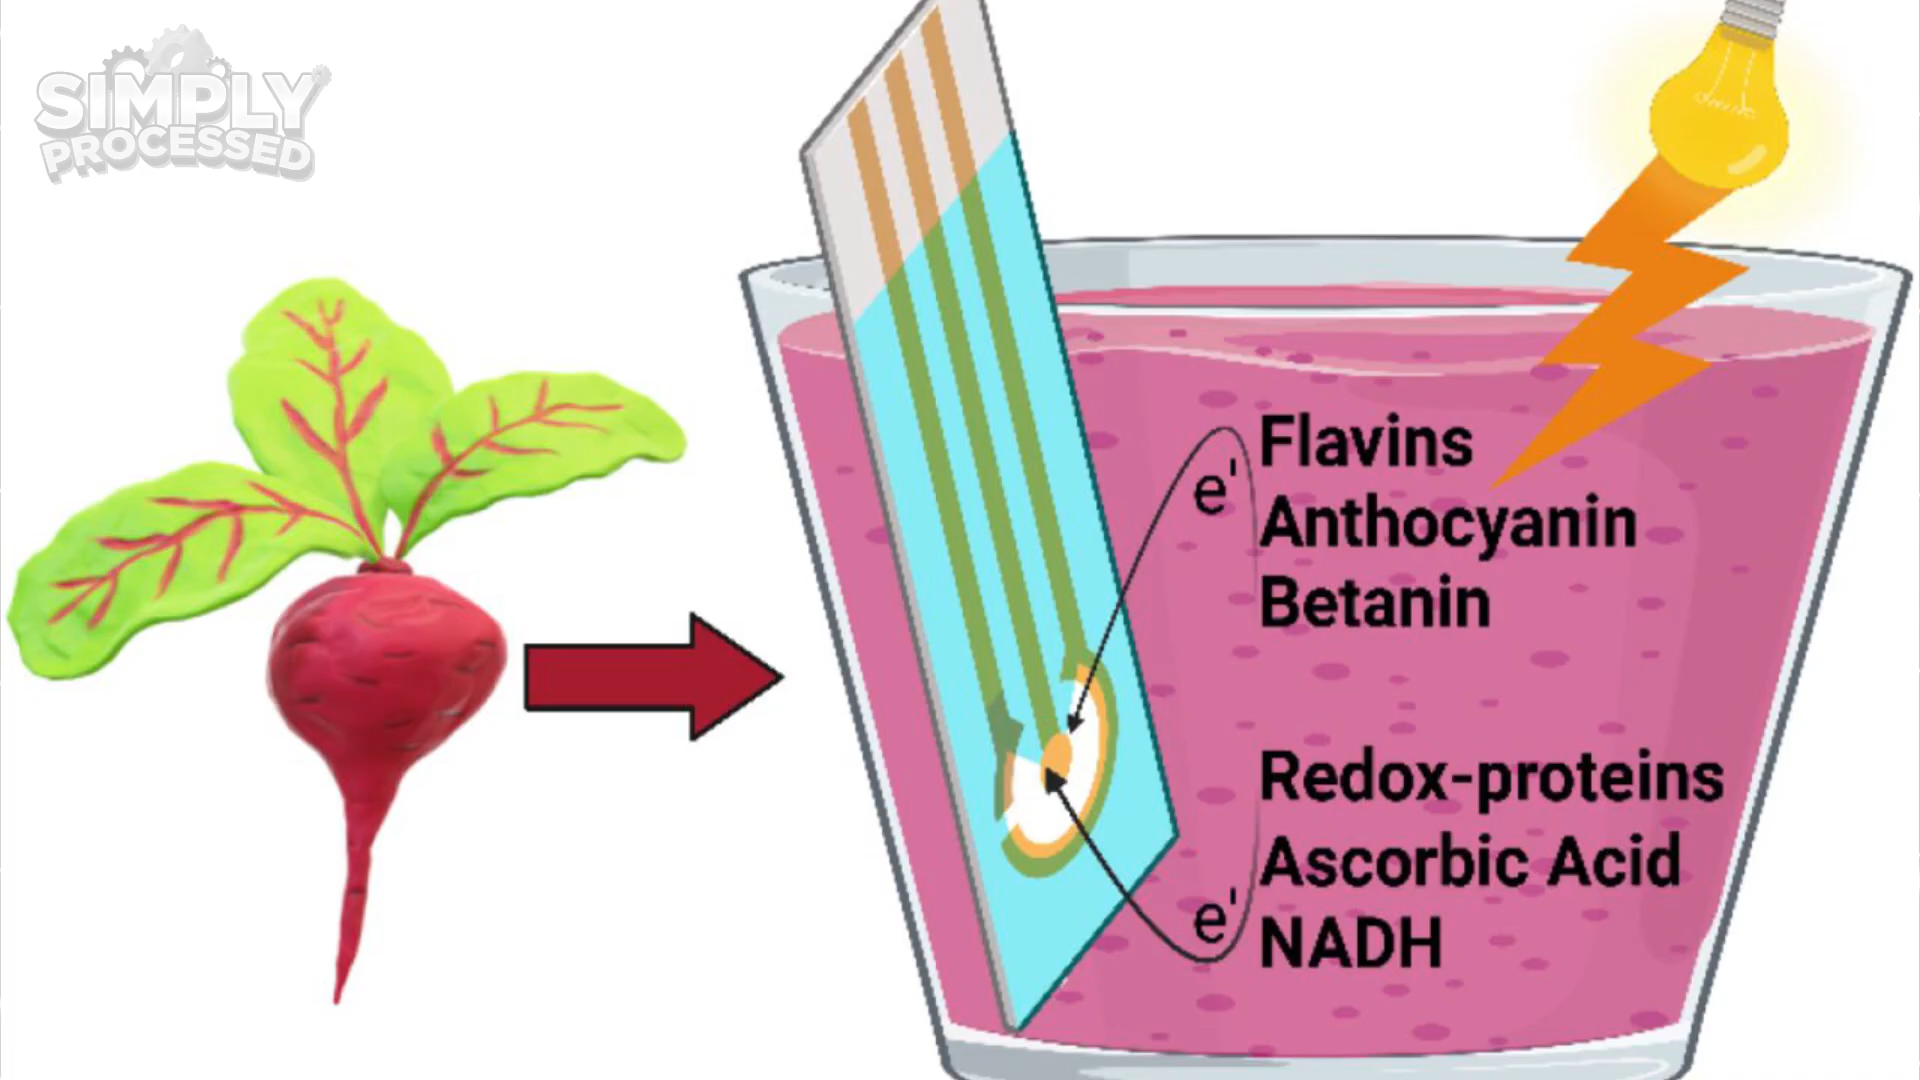 SIMPLY
PROCESSED
e'
Flavins
Anthocyanin
Betanin
Redox-proteins
Ascorbic Acid
e'
NADH